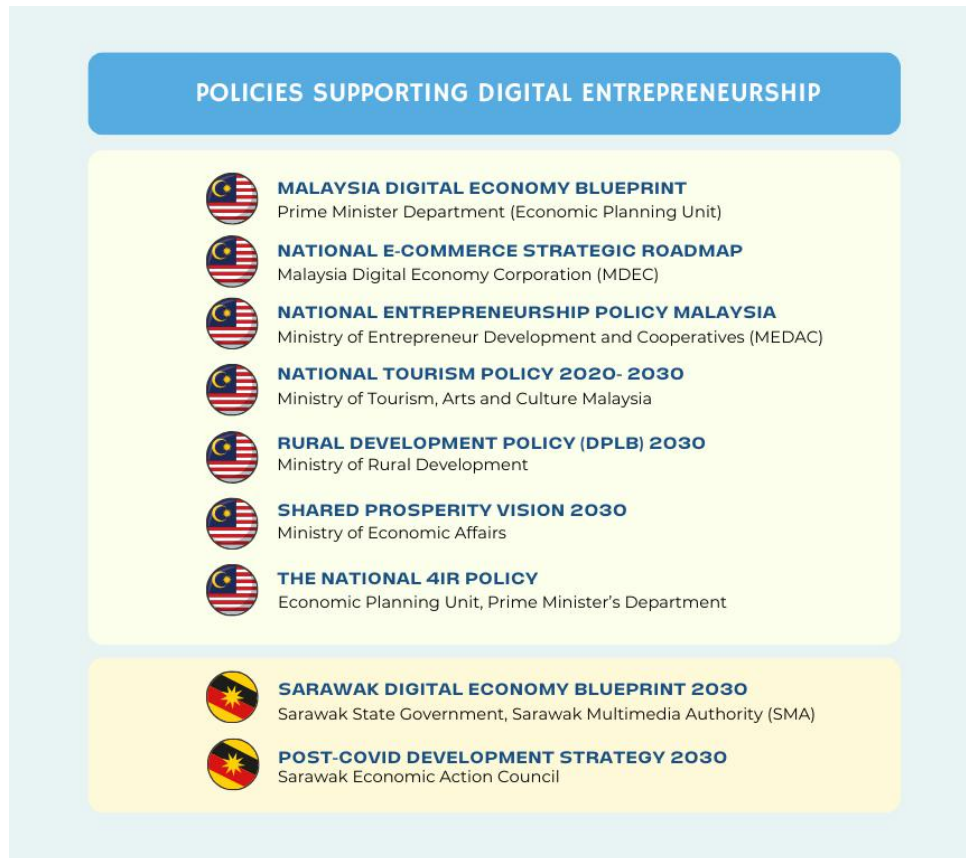 POLICIES SUPPORTING DIGITAL ENTREPRENEURSHIP
MALAYSIA DIGITAL ECONOMY BLUEPRINT
Prime Minister Department (Economic Planning Unit)
NATIONAL E-COMMERCE STRATEGIC ROADMAP
Malaysia Digital Economy Corporation (MDEC)
NATIONAL ENTREPRENEURSHIP POLICY MALAYSIA
Ministry of Entrepreneur Development and Cooperatives (MEDAC)
NATIONAL TOURISM POLICY 2020- 2030
Ministry of Tourism, Arts and Culture Malaysia
RURAL DEVELOPMENT POLICY (DPLB) 2030
Ministry of Rural Development
SHARED PROSPERITY VISION 2030
Ministry of Economic Affairs
THE NATIONAL 4IR POLICY
Economic Planning Unit, Prime Minister’s Department
SARAWAK DIGITAL ECONOMY BLUEPRINT 2030
Sarawak State Government, Sarawak Multimedia Authority (SMA)
POST-COVID DEVELOPMENT STRATEGY 2030
Sarawak Economic Action Council